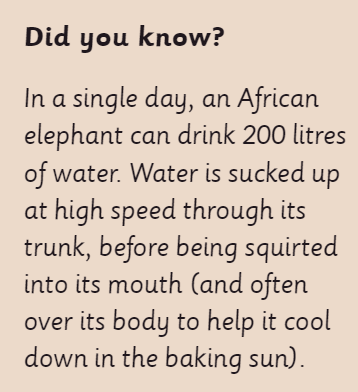 Did you know?
In a single day, an African
elephant can drink 200 litres
of water. Water is sucked up
at high speed through its
trunk, before being squirted
into its mouth (and often
over its body to help it cool
down in the baking sun).